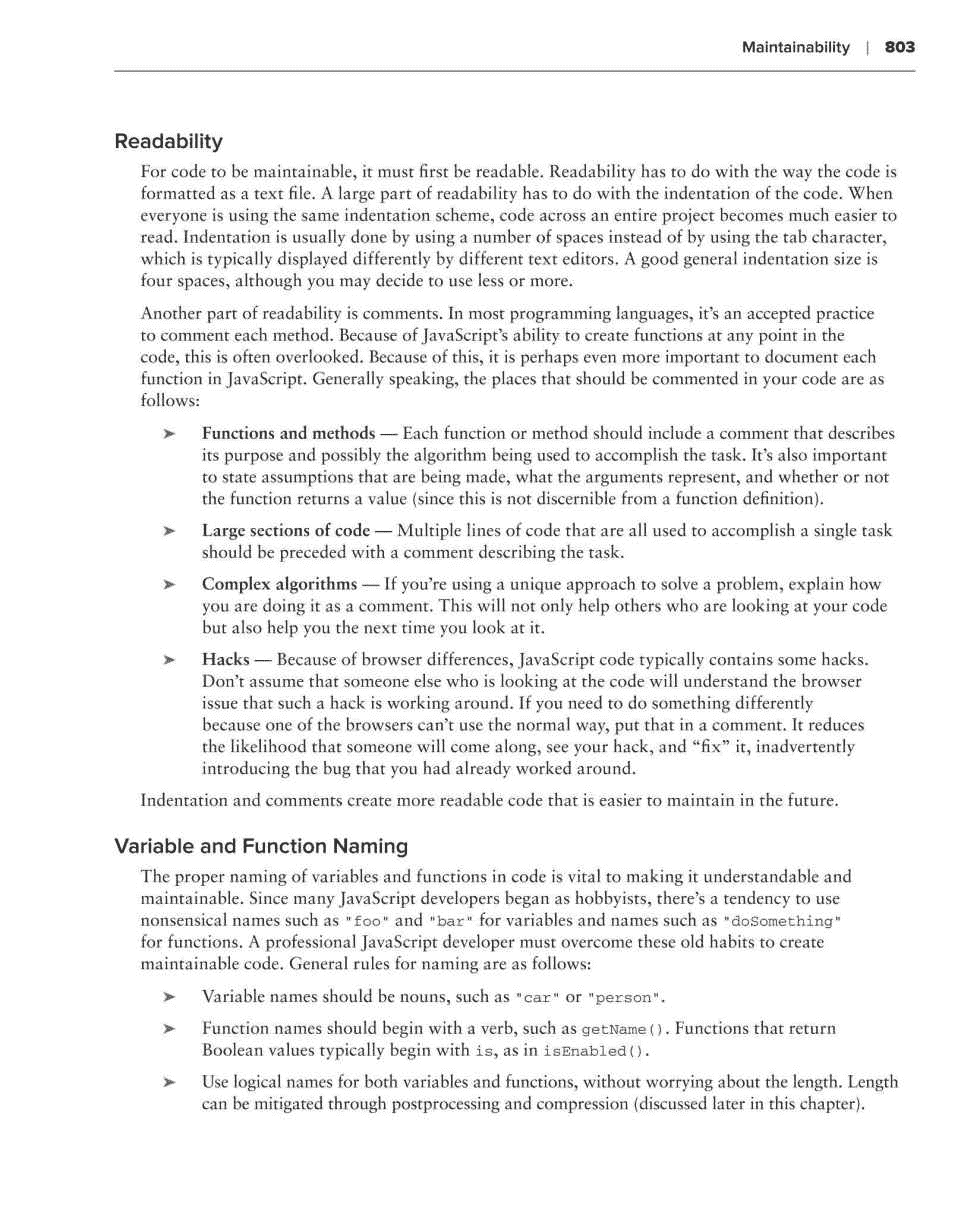 Maintainability | 803
Readability
For code to be maintainable, it must first be readable. Readability has to do with the way the code is
formatted as a text file. A large part of readability has to do with the indentation of the code. When
everyone is using the same indentation scheme, code across an entire project becomes much easier to
read. Indentation is usually done by using a number of spaces instead of by using the tab character,
which is typically displayed differently by different text editors. A good general indentation size is
four spaces, although you may decide to use less or more.
Another part of readability is comments. In most programming languages, it’s an accepted practice
to comment each method. Because of JavaScript’s ability to create functions at any point in the
code, this is often overlooked. Because of this, it is perhaps even more important to document each
function in JavaScript. Generally speaking, the places that should be commented in your code are as
follows:
➤ Functions and methods — Each function or method should include a comment that describes
its purpose and possibly the algorithm being used to accomplish the task. It’s also important
to state assumptions that are being made, what the arguments represent, and whether or not
the function returns a value (since this is not discernible from a function definition).
➤ Large sections of code — Multiple lines of code that are all used to accomplish a single task
should be preceded with a comment describing the task.
➤ Complex algorithms — If you’re using a unique approach to solve a problem, explain how
you are doing it as a comment. This will not only help others who are looking at your code
but also help you the next time you look at it.
➤ Hacks — Because of browser differences, JavaScript code typically contains some hacks.
Don’t assume that someone else who is looking at the code will understand the browser
issue that such a hack is working around. If you need to do something differently
because one of the browsers can’t use the normal way, put that in a comment. It reduces
the likelihood that someone will come along, see your hack, and “fix” it, inadvertently
introducing the bug that you had already worked around.
Indentation and comments create more readable code that is easier to maintain in the future.
Variable and Function Naming
The proper naming of variables and functions in code is vital to making it understandable and
maintainable. Since many JavaScript developers began as hobbyists, there’s a tendency to use
nonsensical names such as "foo" and "bar" for variables and names such as "doSomething"
for functions. A professional JavaScript developer must overcome these old habits to create
maintainable code. General rules for naming are as follows:
➤ Variable names should be nouns, such as "car" or "person".
➤ Function names should begin with a verb, such as getName(). Functions that return
Boolean values typically begin with is, as in isEnabled().
➤ Use logical names for both variables and functions, without worrying about the length. Length
can be mitigated through postprocessing and compression (discussed later in this chapter).